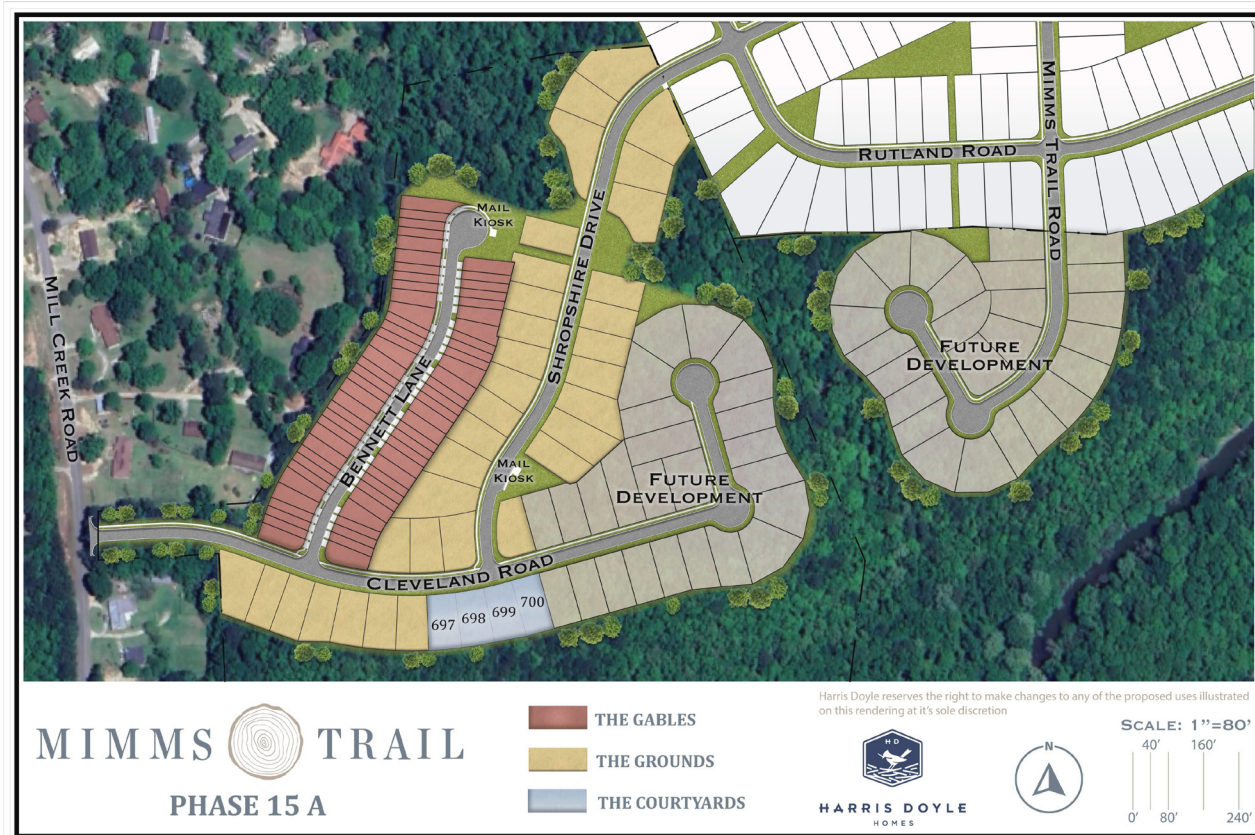 MIMMS TRAIL ROAD
RUTLAND ROAD
MAIL
KIOSK
SHROPSHIRE DRIVE
MILL CREEK ROAD
BENNETT LANE
FUTURE
DEVELOPMENT
MAIL
KIOSK
FUTURE
DEVELOPMENT
CLEVELAND ROAD
697 698 699 700
MIMMS TRAIL
PHASE 15 A
THE GABLES
THE GROUNDS
THE COURTYARDS
Harris Doyle reserves the right to make changes to any of the proposed uses illustrated
on this rendering at it's sole discretion
HD
HARRIS DOYLE
HOMES
N
SCALE: 1"=80'
40' 160'
0' 80' 240'